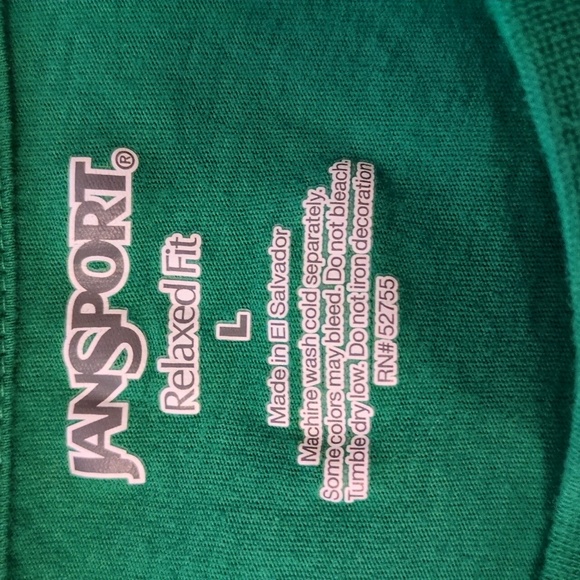 JANSPORT®
Relaxed Fit
L
Made in El Salvador
Machine wash cold separately.
Some colors may bleed. Do not bleach.
Tumble dry low. Do not iron decoration
RN# 52755